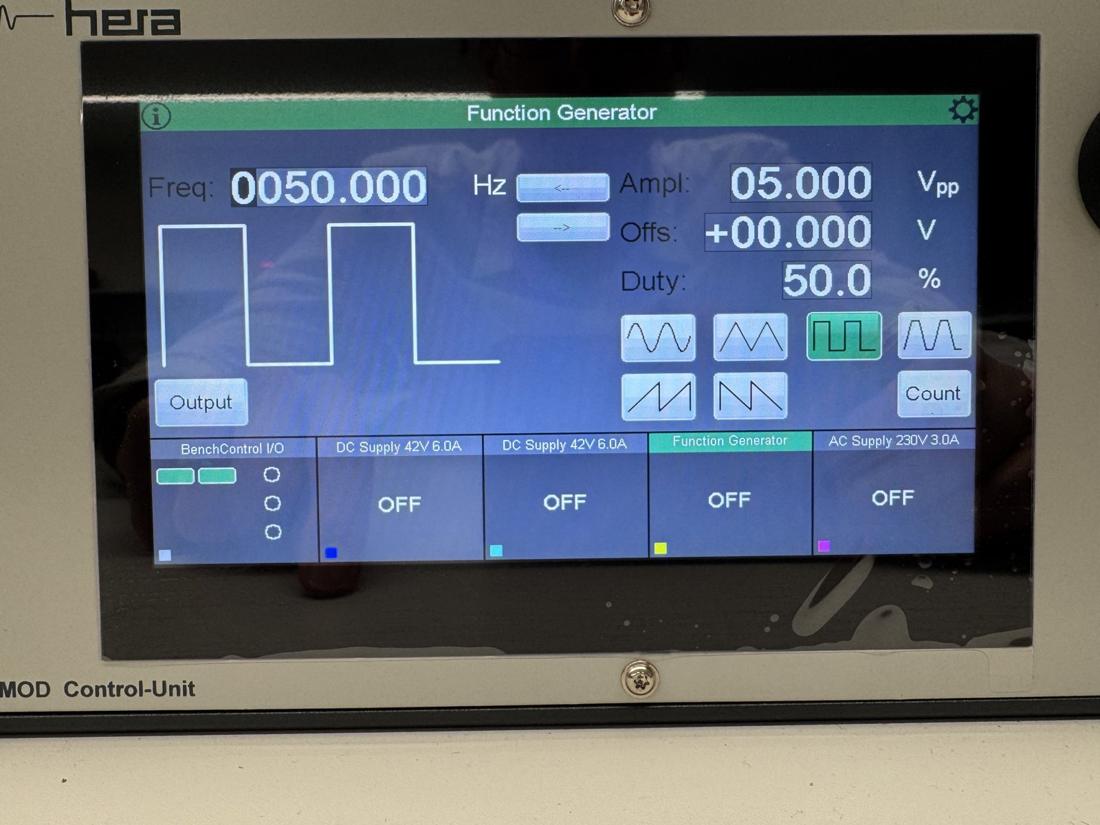 hera
Function Generator
Freq: 0050.000 Hz
<--
-->
Ampl: 05.000 Vpp
Offs: +00.000 V
Duty: 50.0 %
Output
Count
BenchControl I/O
DC Supply 42V 6.0A
OFF
DC Supply 42V 6.0A
OFF
Function Generator
OFF
AC Supply 230V 3.0A
OFF
MOD Control-Unit